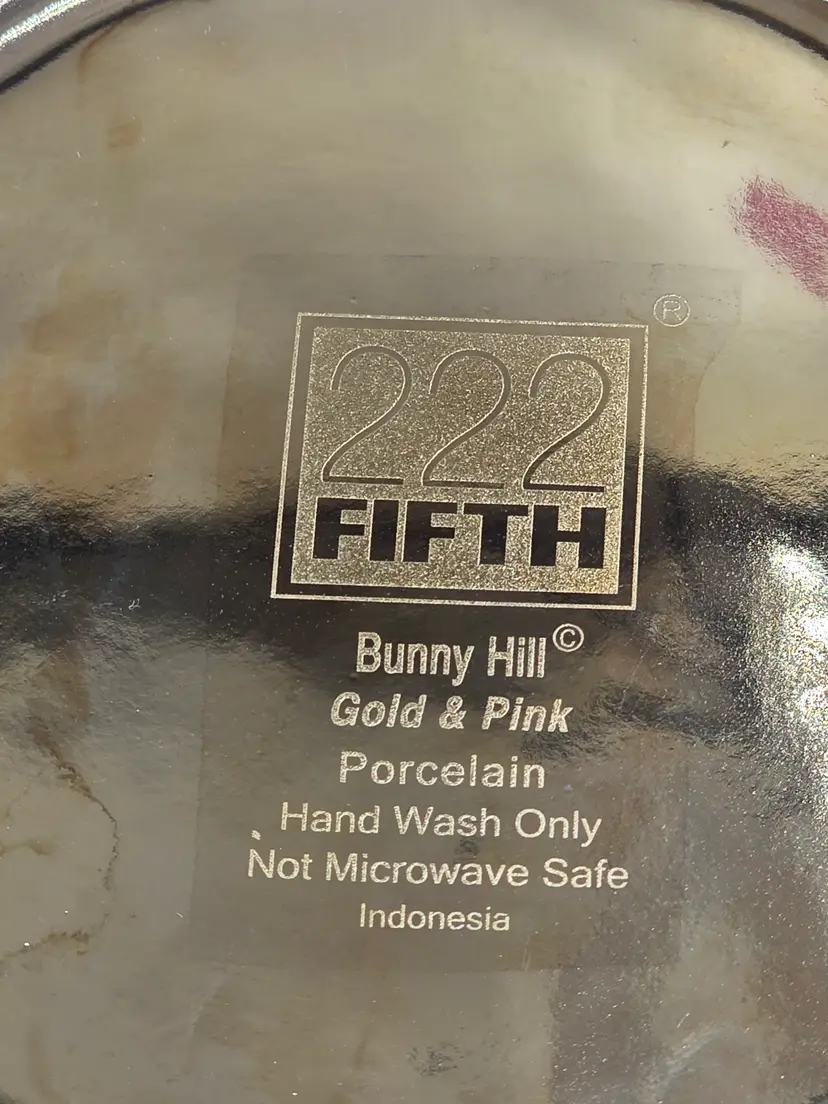 ®
222
FIFTH
Bunny Hill©
Gold & Pink
Porcelain
Hand Wash Only
Not Microwave Safe
Indonesia